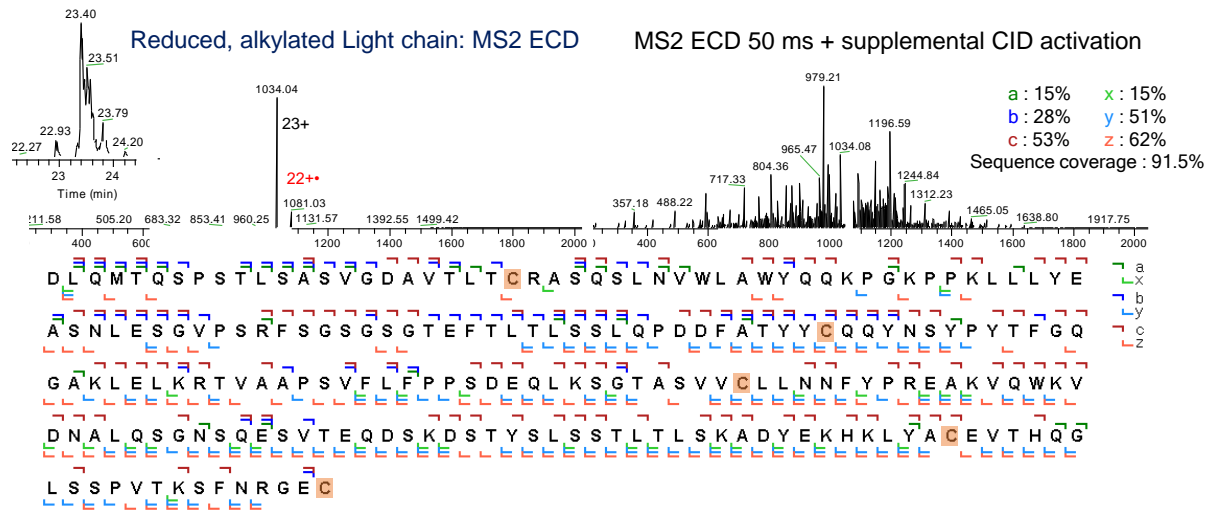 Reduced, alkylated Light chain: MS2 ECD
MS2 ECD 50 ms + supplemental CID activation
23.40
23.51
23.79
22.93
24.20
22.27
23 24
Time (min)
1034.04
23+
22+•
1081.03
211.58 505.20 683.32 853.41 960.25 1131.57 1392.55 1499.42
400 600 1200 1400 1600 1800 2000
979.21
1196.59
965.47
1034.08
804.36
717.33
1244.84
1312.23
357.18
488.22
1465.05
1638.80
1917.75
400 600 800 1000 1200 1400 1600 1800 2000
a : 15% x : 15%
b : 28% y : 51%
c : 53% z : 62%
Sequence coverage : 91.5%
D L Q M T Q S P S T L S A S V G D A V T L T C R A S Q S L N V W L A W Y Q Q K P G K P P K L L L Y E
A S N L E S G V P S R F S G S G S G T E F T L T L S S L Q P D D F A T Y Y C Q Q Y N S Y P Y T F G Q
G A K L E L K R T V A A P S V F L F P P S D E Q L K S G T A S V V C L L N N F Y P R E A K V Q W K V
D N A L Q S G N S Q E S V T E Q D S K D S T Y S L S S T L T L S K A D Y E K H K L Y A C E V T H Q G
L S S P V T K S F N R G E C
a
x
b
y
c
z